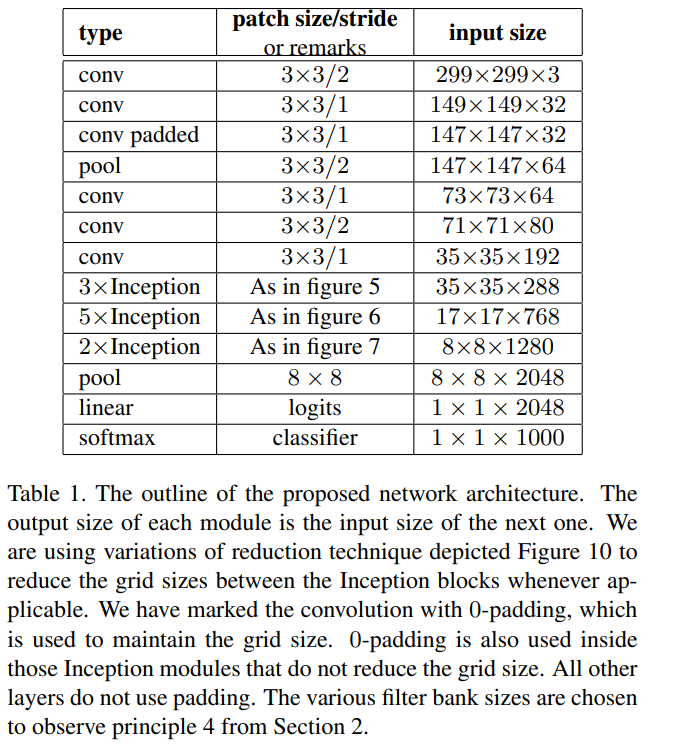 type patch size/stride or remarks input size
conv 3×3/2 299×299×3
conv 3×3/1 149×149×32
conv padded 3×3/1 147×147×32
pool 3×3/2 147×147×64
conv 3×3/1 73×73×64
conv 3×3/2 71×71×80
conv 3×3/1 35×35×192
3×Inception As in figure 5 35×35×288
5×Inception As in figure 6 17×17×768
2×Inception As in figure 7 8×8×1280
pool 8 × 8 8 × 8 × 2048
linear logits 1 × 1 × 2048
softmax classifier 1 × 1 × 1000
Table 1. The outline of the proposed network architecture. The
output size of each module is the input size of the next one. We
are using variations of reduction technique depicted Figure 10 to
reduce the grid sizes between the Inception blocks whenever ap-
plicable. We have marked the convolution with 0-padding, which
is used to maintain the grid size. 0-padding is also used inside
those Inception modules that do not reduce the grid size. All other
layers do not use padding. The various filter bank sizes are chosen
to observe principle 4 from Section 2.